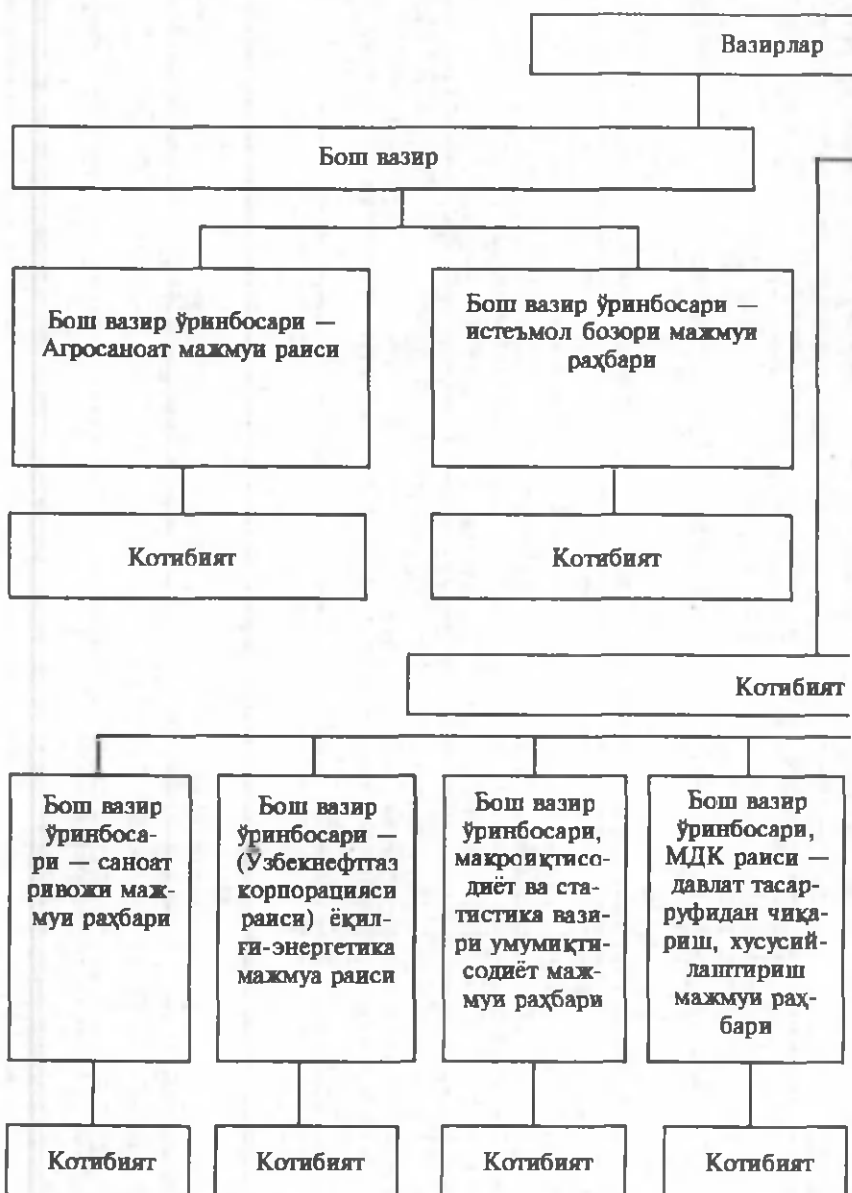 Вазирлар
Бош вазир
Бош вазир ўринбосари —
Агросаноат мажмуи раиси
Бош вазир ўринбосари —
истеъмол бозори мажмуи
раҳбари
Котибият
Котибият
Котибият
Бош вазир
ўринбоса-
ри — саноат
ривожи маж-
муи раҳбари
Бош вазир
ўринбосари —
(Узбекнефтгаз
корпорацияси
раиси) ёқил-
ғи-энергетика
мажмуа раиси
Бош вазир
ўринбосари,
макроиқтисо-
диёт ва ста-
тистика вази-
ри умумиқти-
содиёт маж-
муи раҳбари
Бош вазир
ўринбосари,
МДК раиси —
давлат тасар-
руфидан чиқа-
риш, хусусий-
лаштириш
мажмуи раҳ-
бари
Котибият
Котибият
Котибият
Котибият